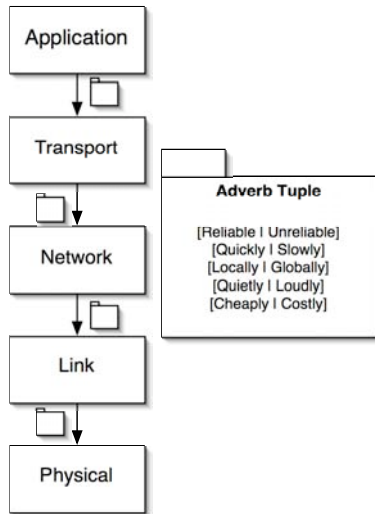 Application
Transport
Network
Link
Physical
Adverb Tuple
[Reliable | Unreliable]
[Quickly | Slowly]
[Locally | Globally]
[Quietly | Loudly]
[Cheaply | Costly]